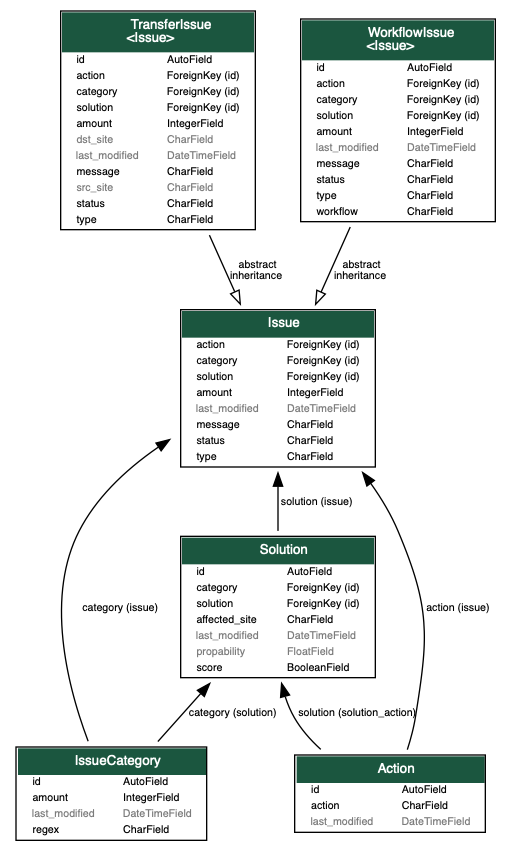 TransferIssue
<Issue>
id AutoField
action ForeignKey (id)
category ForeignKey (id)
solution ForeignKey (id)
amount IntegerField
dst_site CharField
last_modified DateTimeField
message CharField
src_site CharField
status CharField
type CharField
WorkflowIssue
<Issue>
id AutoField
action ForeignKey (id)
category ForeignKey (id)
solution ForeignKey (id)
amount IntegerField
last_modified DateTimeField
message CharField
status CharField
type CharField
workflow CharField
abstract
inheritance
abstract
inheritance
Issue
action ForeignKey (id)
category ForeignKey (id)
solution ForeignKey (id)
amount IntegerField
last_modified DateTimeField
message CharField
status CharField
type CharField
solution (issue)
category (issue)
action (issue)
Solution
id AutoField
category ForeignKey (id)
solution ForeignKey (id)
affected_site CharField
last_modified DateTimeField
propability FloatField
score BooleanField
category (solution)
solution (solution_action)
IssueCategory
id AutoField
amount IntegerField
last_modified DateTimeField
regex CharField
Action
id AutoField
action CharField
last_modified DateTimeField